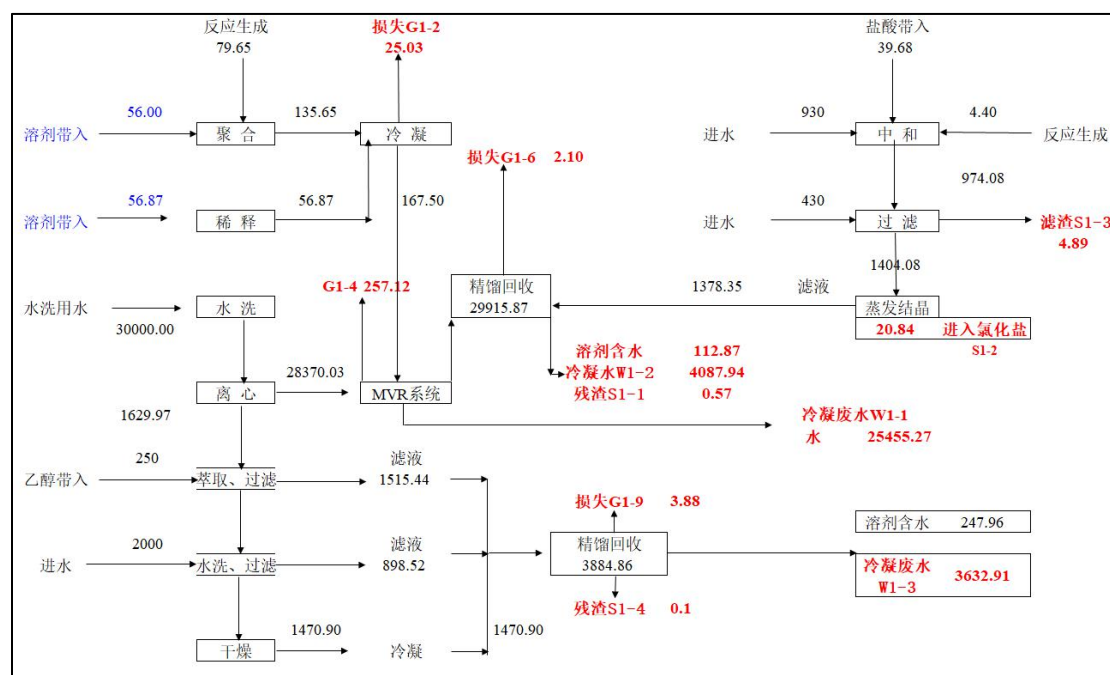 反应生成
79.65
损失G1-2
25.03
盐酸带入
39.68
56.00
溶剂带入
聚 合
135.65
冷 凝
进水
930
中 和
4.40
反应生成
974.08
损失G1-6 2.10
56.87
溶剂带入
稀 释
56.87
167.50
进水
430
过 滤
滤渣S1-3
4.89
1404.08
G1-4 257.12
精馏回收
29915.87
1378.35
滤液
蒸发结晶
20.84 进入氯化盐
S1-2
水洗用水
30000.00
水 洗
溶剂含水 112.87
冷凝水W1-2 4087.94
残渣S1-1 0.57
离 心
28370.03
MVR系统
1629.97
冷凝废水W1-1
水 25455.27
乙醇带入
250
萃取、过滤
滤液
1515.44
损失G1-9 3.88
溶剂含水 247.96
进水
2000
水洗、过滤
滤液
898.52
精馏回收
3884.86
冷凝废水
W1-3
3632.91
残渣S1-4 0.1
干燥
1470.90
冷凝
1470.90